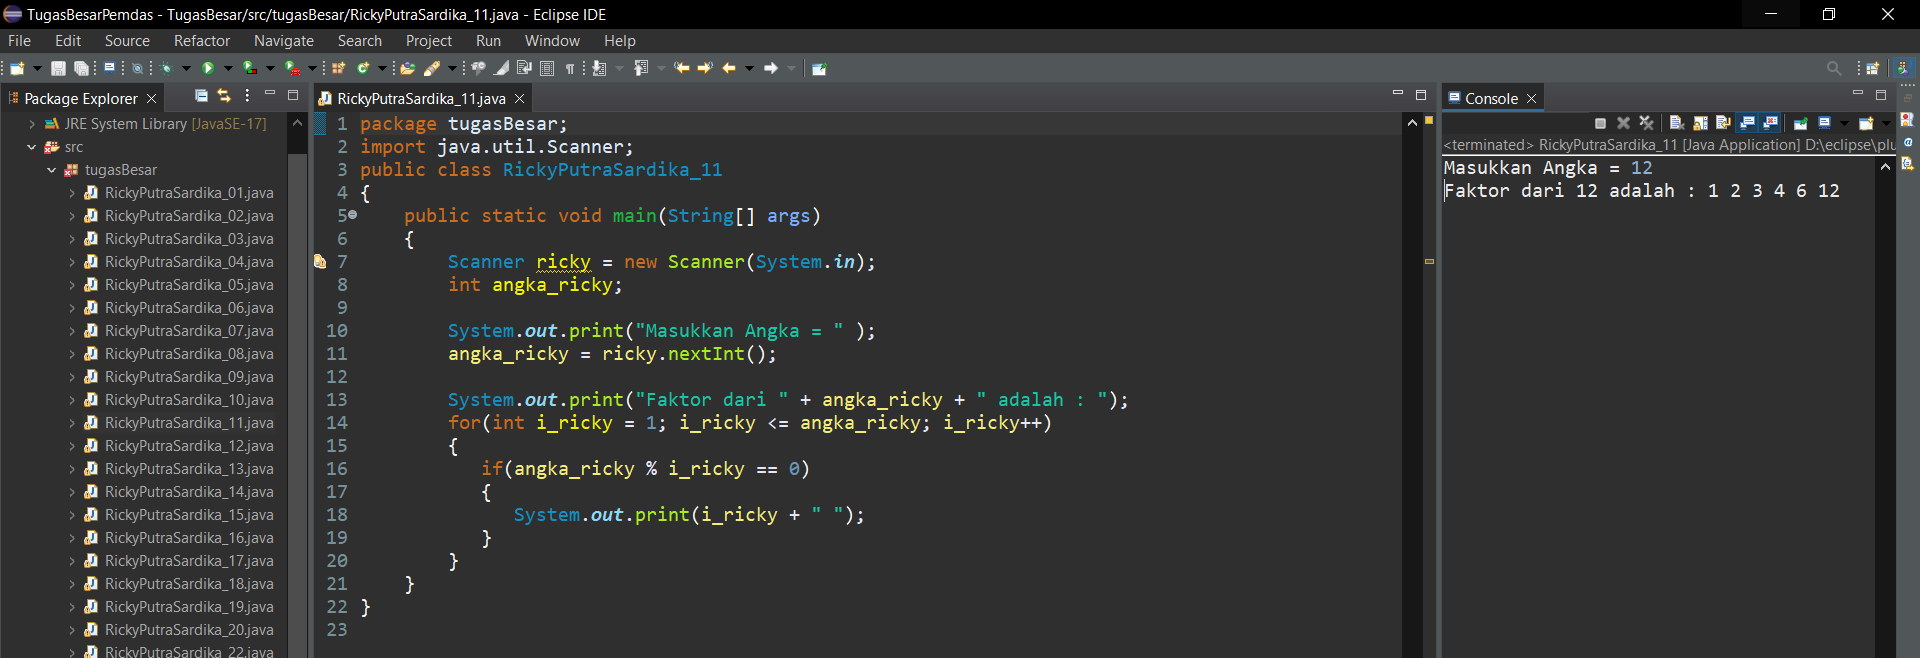 TugasBesarPemdas - TugasBesar/src/tugasBesar/RickyPutraSardika_11.java - Eclipse IDE
File Edit Source Refactor Navigate Search Project Run Window Help
Package Explorer
JRE System Library [JavaSE-17]
src
tugasBesar
RickyPutraSardika_01.java
RickyPutraSardika_02.java
RickyPutraSardika_03.java
RickyPutraSardika_04.java
RickyPutraSardika_05.java
RickyPutraSardika_06.java
RickyPutraSardika_07.java
RickyPutraSardika_08.java
RickyPutraSardika_09.java
RickyPutraSardika_10.java
RickyPutraSardika_11.java
RickyPutraSardika_12.java
RickyPutraSardika_13.java
RickyPutraSardika_14.java
RickyPutraSardika_15.java
RickyPutraSardika_16.java
RickyPutraSardika_17.java
RickyPutraSardika_18.java
RickyPutraSardika_19.java
RickyPutraSardika_20.java
RickyPutraSardika_22.java
RickyPutraSardika_11.java
1 package tugasBesar;
2 import java.util.Scanner;
3 public class RickyPutraSardika_11
4 {
5 public static void main(String[] args)
6 {
7 Scanner ricky = new Scanner(System.in);
8 int angka_ricky;
9
10 System.out.print("Masukkan Angka = " );
11 angka_ricky = ricky.nextInt();
12
13 System.out.print("Faktor dari " + angka_ricky + " adalah : ");
14 for(int i_ricky = 1; i_ricky <= angka_ricky; i_ricky++)
15 {
16 if(angka_ricky % i_ricky == 0)
17 {
18 System.out.print(i_ricky + " ");
19 }
20 }
21 }
22 }
23
Console
<terminated> RickyPutraSardika_11 [Java Application] D:\eclipse\plu
Masukkan Angka = 12
Faktor dari 12 adalah : 1 2 3 4 6 12